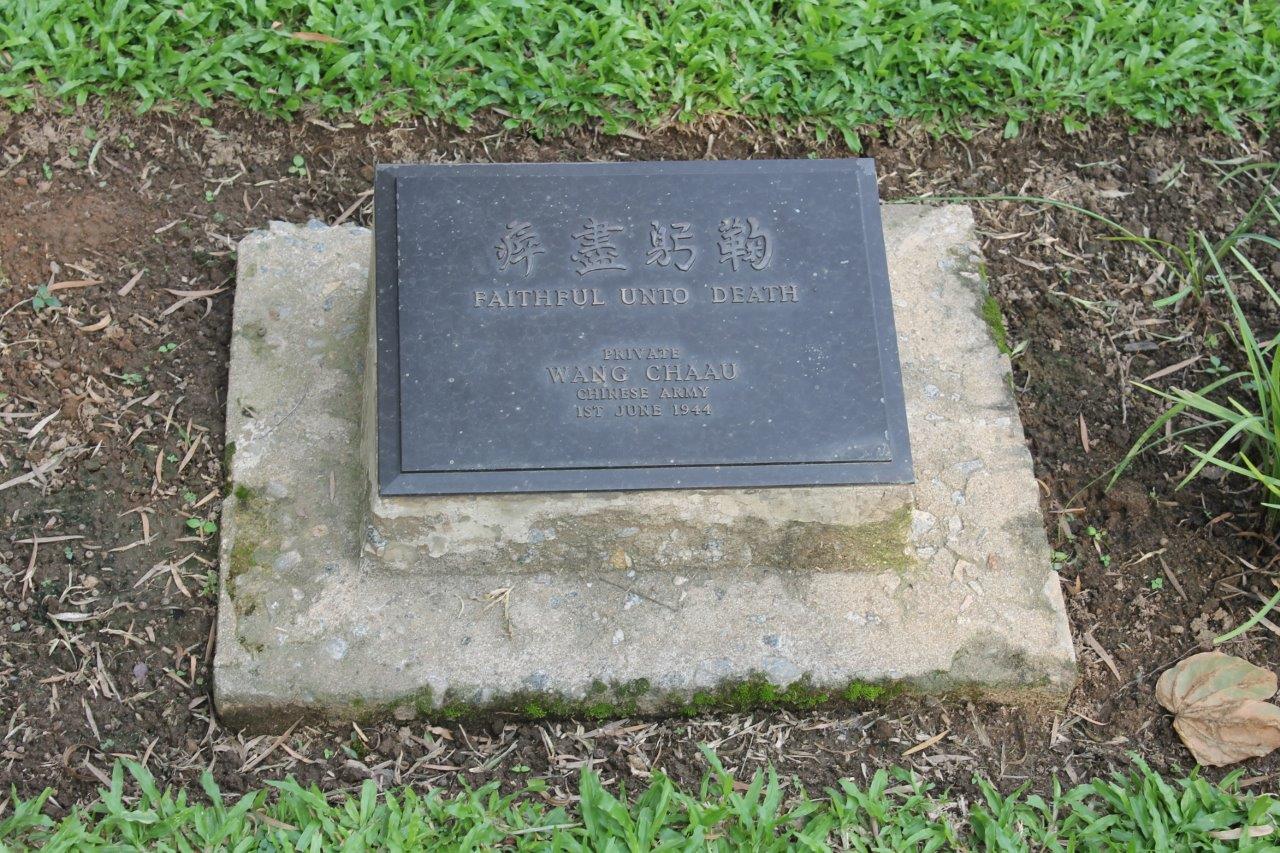 鞠躬盡瘁
FAITHFUL UNTO DEATH
PRIVATE
WANG CHAAU
CHINESE ARMY
1ST JUNE 1944